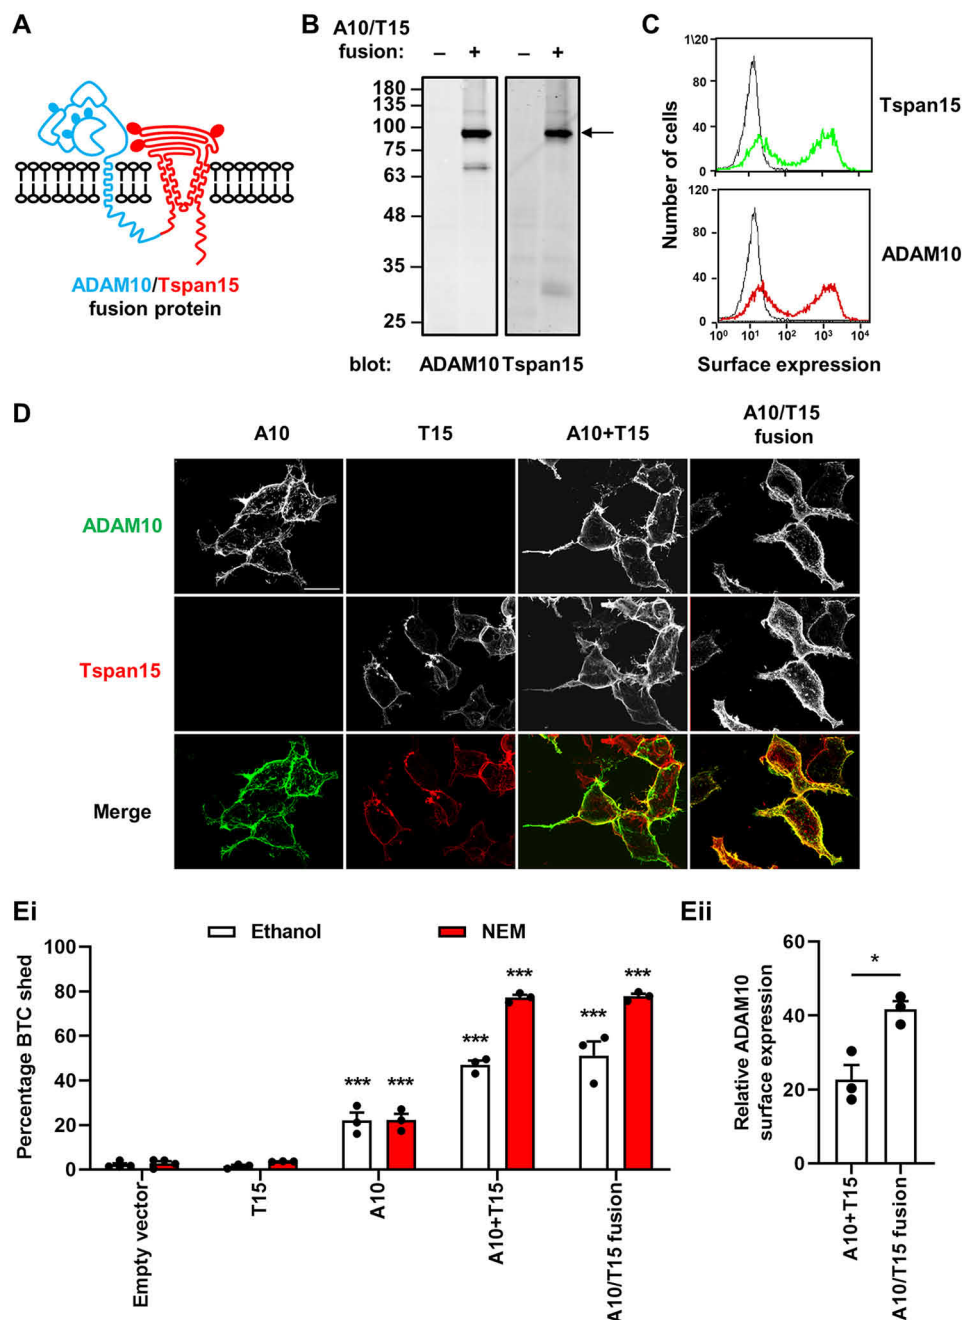 A
ADAM10/Tspan15
fusion protein
B
A10/T15
fusion: – + – +
180
135
100
75
63
48
35
25
blot: ADAM10 Tspan15
C
Number of cells
1\20
80
40
0
Tspan15
120
80
40
0
ADAM10
10⁰ 10¹ 10² 10³ 10⁴
Surface expression
D
A10 T15 A10+T15 A10/T15
fusion
ADAM10
Tspan15
Merge
Ei
Ethanol NEM
Percentage BTC shed
100
80
60
40
20
0
*** *** *** *** *** ***
Empty vector
T15
A10
A10+T15
A10/T15 fusion
Eii
Relative ADAM10
surface expression
60
40
20
0
*
A10+T15
A10/T15 fusion